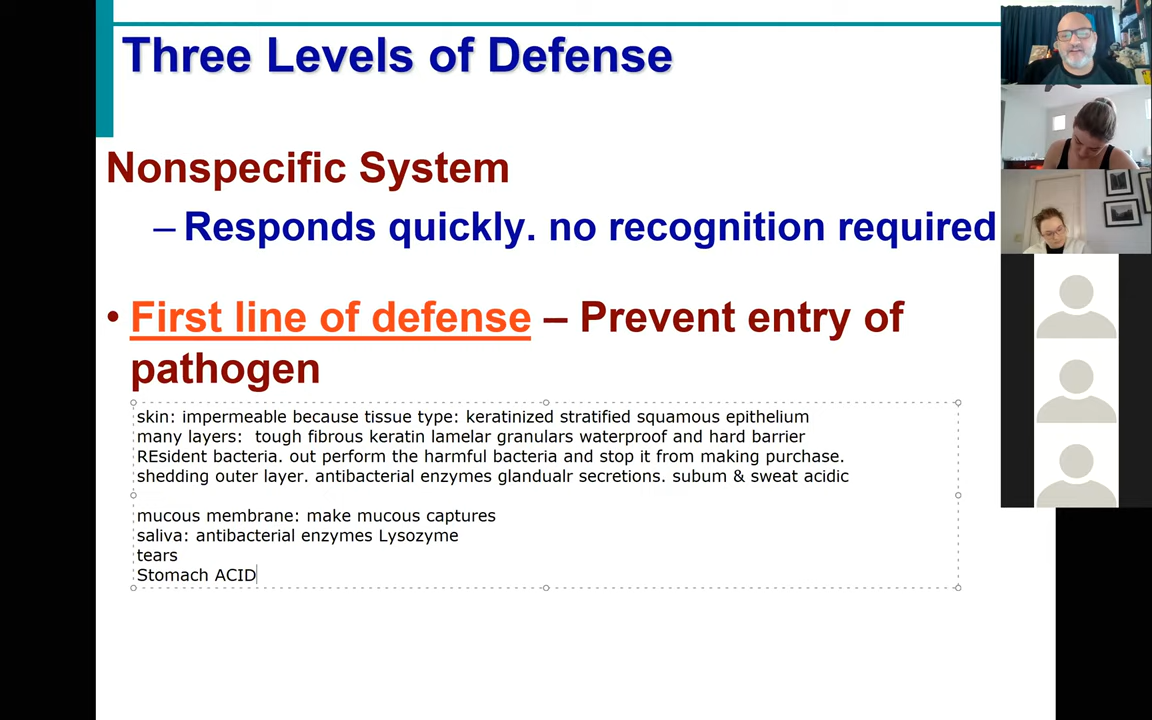 Three Levels of Defense
Nonspecific System
– Responds quickly. no recognition required
• First line of defense – Prevent entry of
pathogen
skin: impermeable because tissue type: keratinized stratified squamous epithelium
many layers:  tough fibrous keratin lamelar granulars waterproof and hard barrier
REsident bacteria. out perform the harmful bacteria and stop it from making purchase.
shedding outer layer. antibacterial enzymes glandualr secretions. subum & sweat acidic
mucous membrane: make mucous captures
saliva: antibacterial enzymes Lysozyme
tears
Stomach ACID